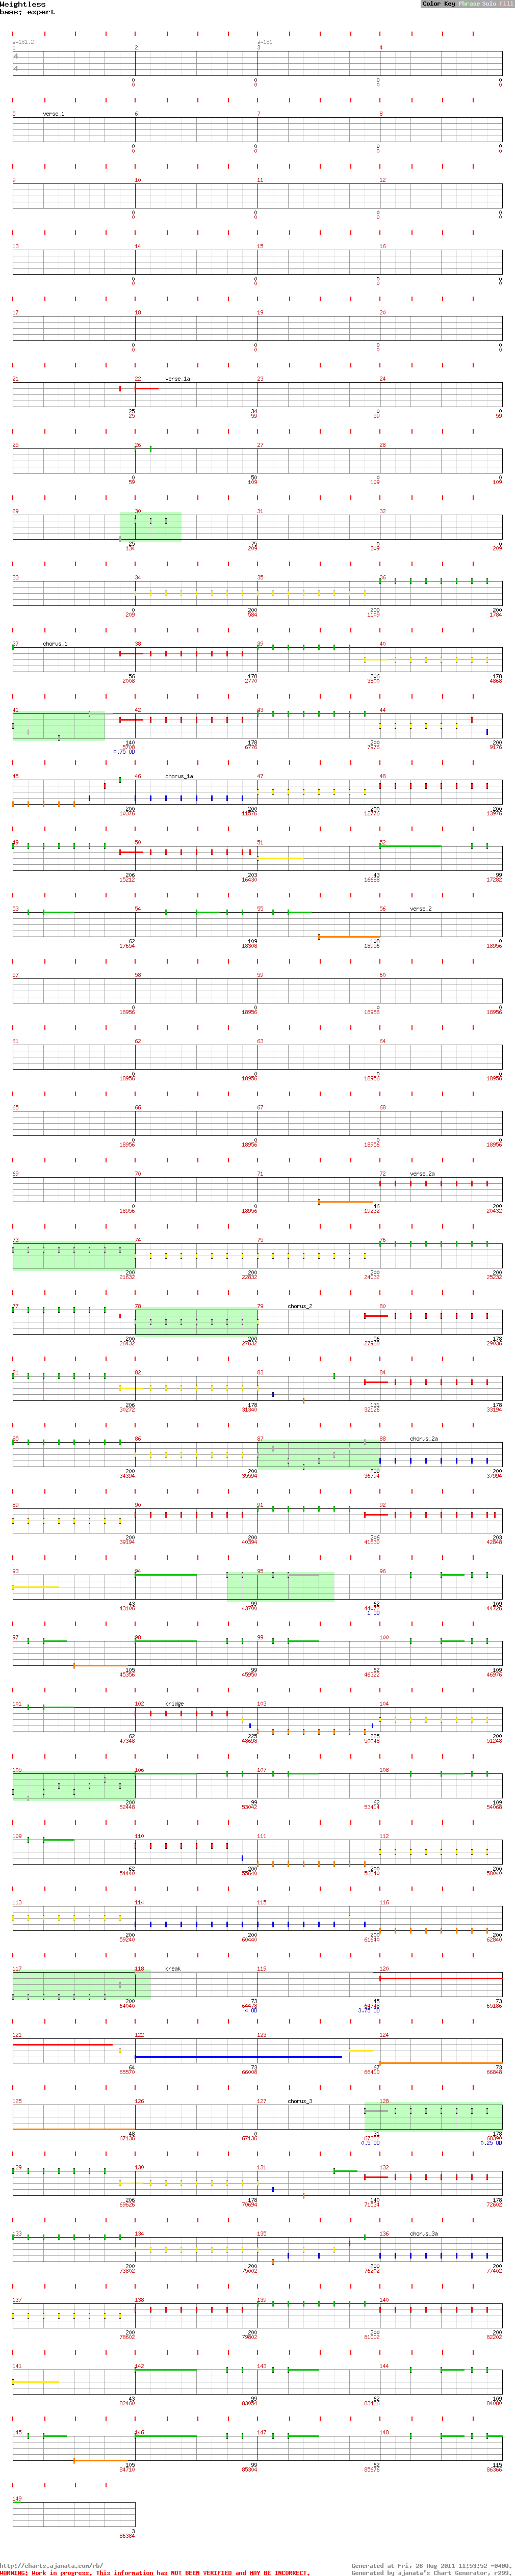 Weightless
Color Key Phrase Solo Fill
bass; expert
♩=181.2
♩=181
1 2 3 4
0 0 0 0
0 0 0 0
5 verse_1 6 7 8
0 0 0 0
0 0 0 0
9 10 11 12
0 0 0 0
0 0 0 0
13 14 15 16
0 0 0 0
0 0 0 0
17 18 19 20
0 0 0 0
0 0 0 0
21 22 verse_1a 23 24
25 34 0 0
25 59 59 59
25 26 27 28
0 50 0 0
59 109 109 109
29 30 31 32
25 75 0 0
134 209 209 209
33 34 35 36
0 200 200 200
209 584 1109 1784
37 chorus_1 38 39 40
56 178 206 178
2008 2770 3800 4868
41 42 43 44
140 178 200 200
5708 6776 7976 9176
0.75 OD
45 46 chorus_1a 47 48
200 200 200 200
10376 11576 12776 13976
49 50 51 52
206 203 43 99
15212 16430 16688 17282
53 54 55 56 verse_2
62 109 108 0
17654 18308 18956 18956
57 58 59 60
0 0 0 0
18956 18956 18956 18956
61 62 63 64
0 0 0 0
18956 18956 18956 18956
65 66 67 68
0 0 0 0
18956 18956 18956 18956
69 70 71 72 verse_2a
0 0 46 200
18956 18956 19232 20432
73 74 75 76
200 200 200 200
21632 22832 24032 25232
77 78 79 chorus_2 80
200 200 56 178
26432 27632 27968 29036
81 82 83 84
206 178 131 178
30272 31340 32126 33194
85 86 87 88 chorus_2a
200 200 200 200
34394 35594 36794 37994
89 90 91 92
200 200 206 203
39194 40394 41630 42848
93 94 95 96
43 99 62 109
43106 43700 44072 44726
1 OD
97 98 99 100
105 99 62 109
45356 45950 46322 46976
101 102 bridge 103 104
62 225 225 200
47348 48698 50048 51248
105 106 107 108
200 99 62 109
52448 53042 53414 54068
109 110 111 112
62 200 200 200
54440 55640 56840 58040
113 114 115 116
200 200 200 200
59240 60440 61640 62840
117 118 break 119 120
200 73 45 73
64040 64478 64748 65186
6 OD 3.75 OD
121 122 123 124
64 73 67 73
65570 66008 66410 66848
125 126 127 chorus_3 128
48 0 31 178
67136 67136 67322 68390
0.5 OD 0.25 OD
129 130 131 132
206 178 140 178
69626 70694 71534 72602
133 134 135 136 chorus_3a
200 200 200 200
73802 75002 76202 77402
137 138 139 140
200 200 200 200
78602 79802 81002 82202
141 142 143 144
43 99 62 109
82460 83054 83426 84080
145 146 147 148
105 99 62 115
84710 85304 85676 86366
149
3
86384
http://charts.ajanata.com/rb/
Generated at Fri, 26 Aug 2011 11:53:52 -0400.
WARNING: Work in progress. This information has NOT BEEN VERIFIED and MAY BE INCORRECT.
Generated by ajanata's Chart Generator, r299.